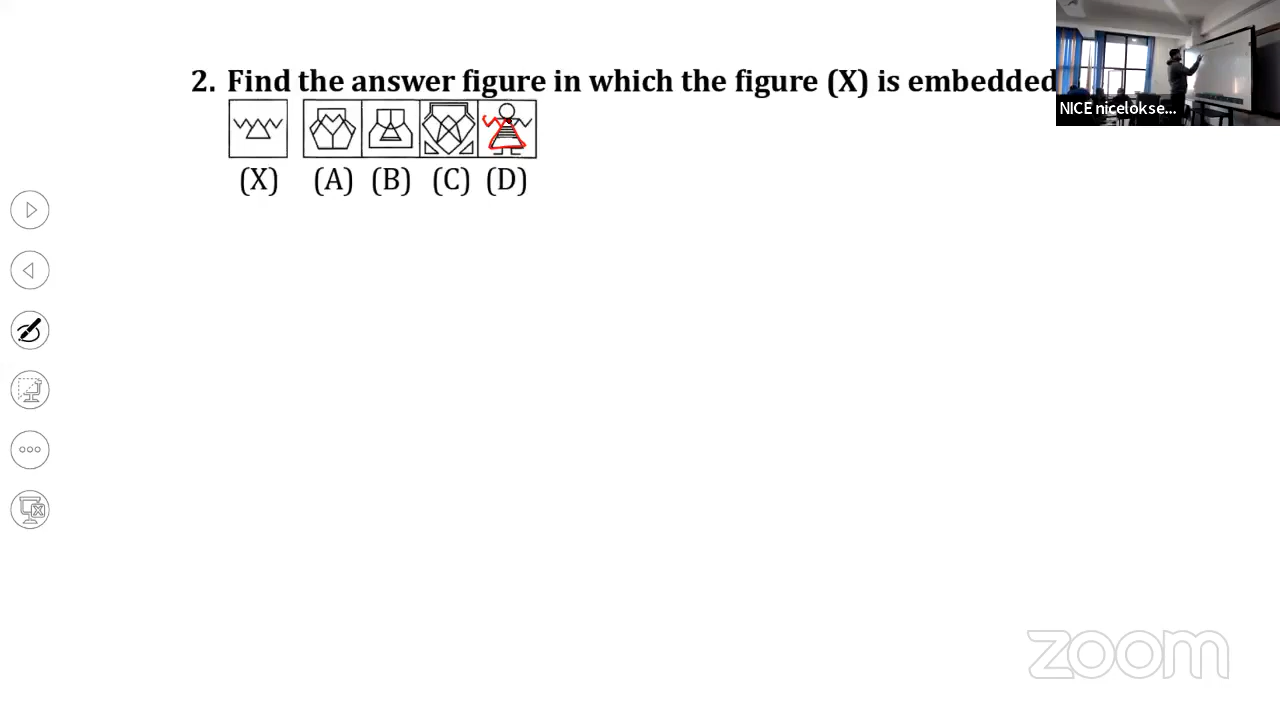 2. Find the answer figure in which the figure (X) is embedded
(X) (A) (B) (C) (D)
NICE nicelokse...
zoom